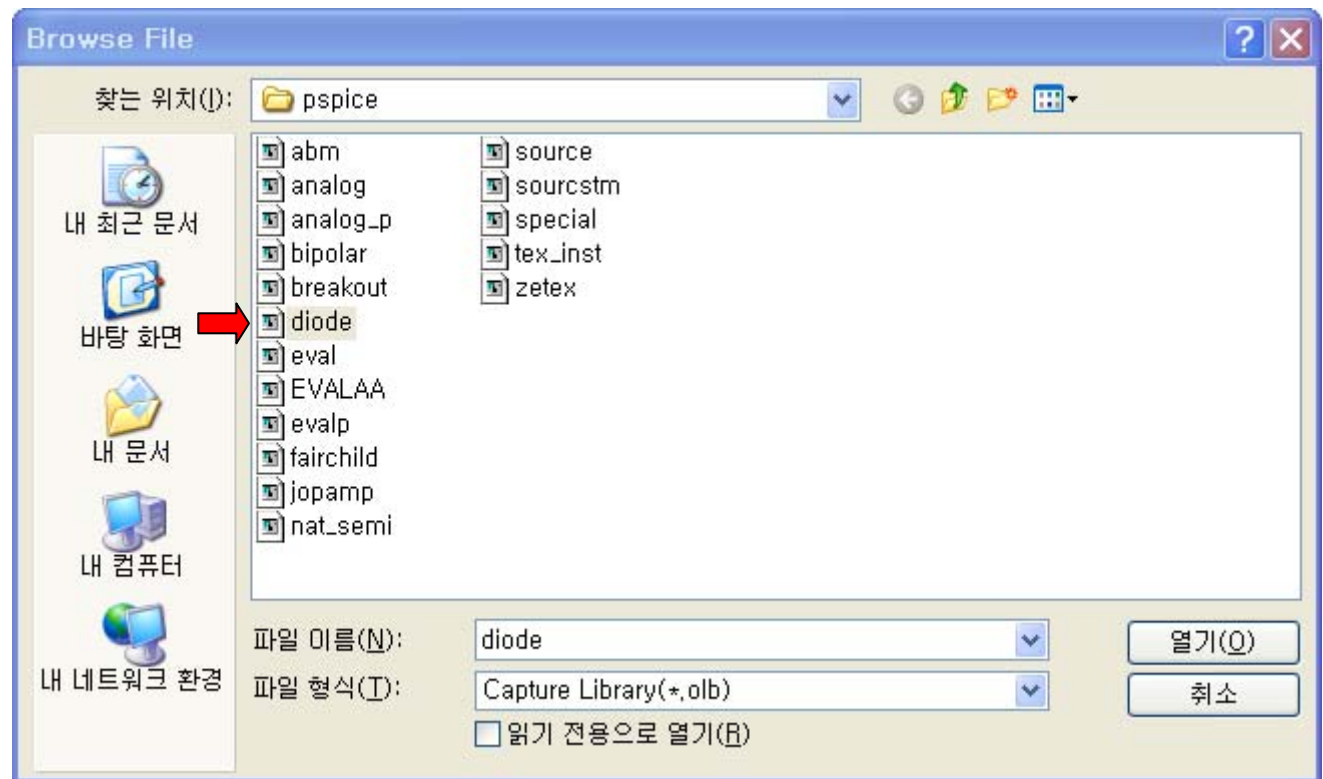 Browse File
찾는 위치(I):
pspice
내 최근 문서
바탕 화면
내 문서
내 컴퓨터
내 네트워크 환경
abm
analog
analog_p
bipolar
breakout
diode
eval
EVALAA
evalp
fairchild
jopamp
nat_semi
source
sourcstm
special
tex_inst
zetex
파일 이름(N):
diode
열기(O)
파일 형식(T):
Capture Library(*.olb)
취소
읽기 전용으로 열기(R)